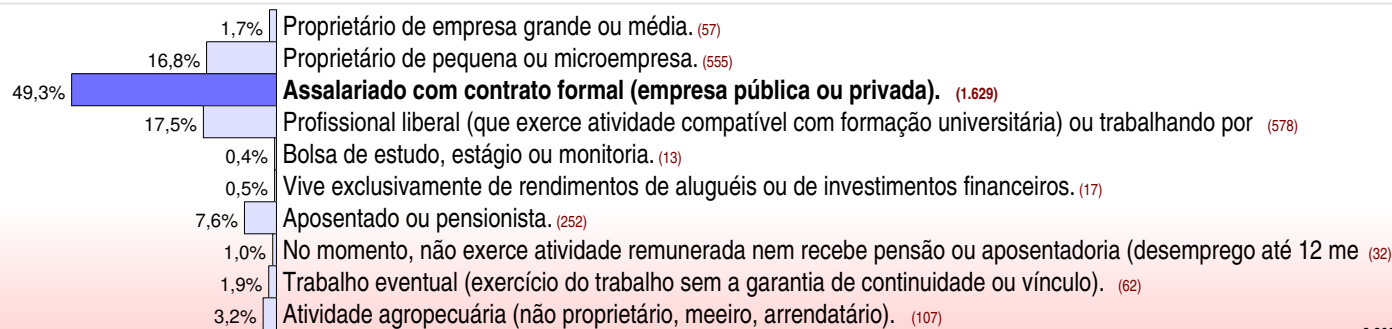 1,7% Proprietário de empresa grande ou média. (57)
16,8% Proprietário de pequena ou microempresa. (555)
49,3% Assalariado com contrato formal (empresa pública ou privada). (1.629)
17,5% Profissional liberal (que exerce atividade compatível com formação universitária) ou trabalhando por (578)
0,4% Bolsa de estudo, estágio ou monitoria. (13)
0,5% Vive exclusivamente de rendimentos de aluguéis ou de investimentos financeiros. (17)
7,6% Aposentado ou pensionista. (252)
1,0% No momento, não exerce atividade remunerada nem recebe pensão ou aposentadoria (desemprego até 12 me (32)
1,9% Trabalho eventual (exercício do trabalho sem a garantia de continuidade ou vínculo). (62)
3,2% Atividade agropecuária (não proprietário, meeiro, arrendatário). (107)